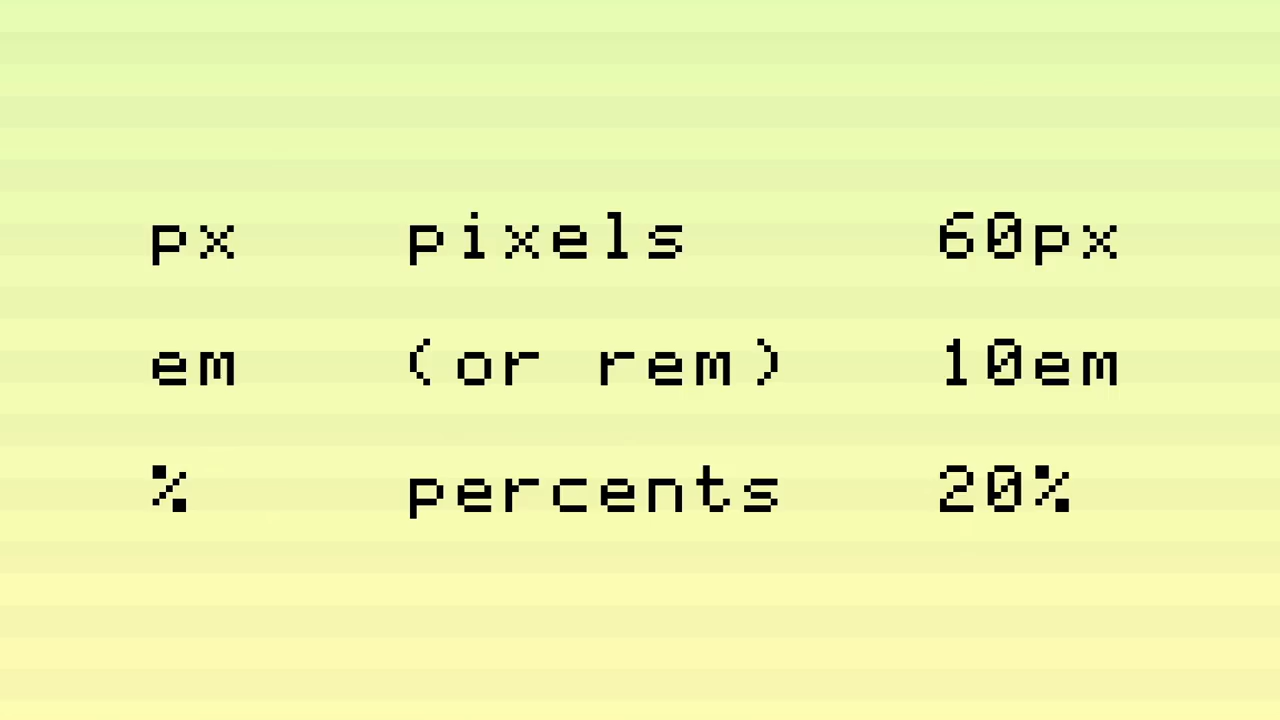 px pixels 60px
em (or rem) 10em
% percents 20%